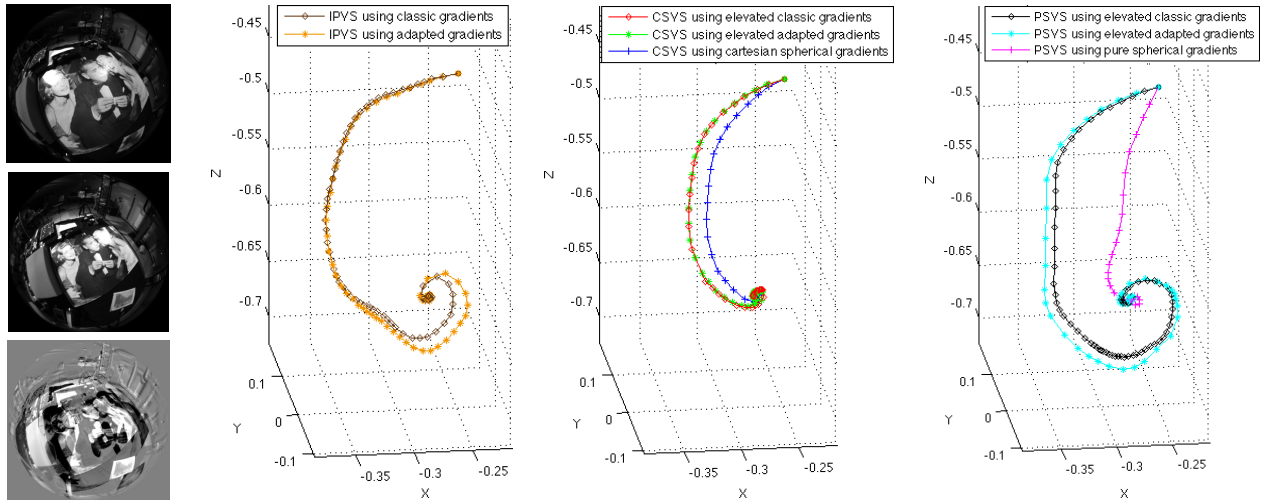 IPVS using classic gradients
IPVS using adapted gradients
-0.45
-0.5
-0.55
-0.6
-0.65
-0.7
Z
0.1
0
-0.1
Y
-0.35
-0.3
-0.25
X
CSVS using elevated classic gradients
CSVS using elevated adapted gradients
CSVS using cartesian spherical gradients
-0.45
-0.5
-0.55
-0.6
-0.65
-0.7
Z
0.1
0
-0.1
Y
-0.35
-0.3
-0.25
X
PSVS using elevated classic gradients
PSVS using elevated adapted gradients
PSVS using pure spherical gradients
-0.45
-0.5
-0.55
-0.6
-0.65
-0.7
Z
0.1
0
-0.1
Y
-0.35
-0.3
-0.25
X